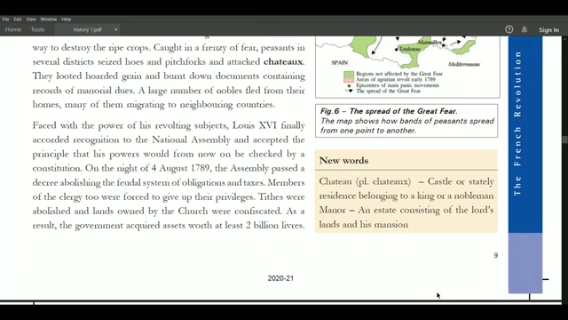 File Edit View Window Help
Home Tools history 1.pdf Sign In
way to destroy the ripe crops. Caught in a frenzy of fear, peasants in
several districts seized hoes and pitchforks and attacked chateaux.
They looted hoarded grain and burnt down documents containing
records of manorial dues. A large number of nobles fled from their
homes, many of them migrating to neighbouring countries.
Faced with the power of his revolting subjects, Louis XVI finally
accorded recognition to the National Assembly and accepted the
principle that his powers would from now on be checked by a
constitution. On the night of 4 August 1789, the Assembly passed a
decree abolishing the feudal system of obligations and taxes. Members
of the clergy too were forced to give up their privileges. Tithes were
abolished and lands owned by the Church were confiscated. As a
result, the government acquired assets worth at least 2 billion livres.
Marseilles
Toulouse
SPAIN
Mediterranean
Regions not affected by the Great Fear
Areas of agrarian revolt early 1789
Epicentres of main panic movements
The spread of the Great Fear
Fig.6 – The spread of the Great Fear.
The map shows how bands of peasants spread
from one point to another.
New words
Chateau (pl. chateaux) – Castle or stately
residence belonging to a king or a nobleman
Manor – An estate consisting of the lord's
lands and his mansion
The French Revolution
9
2020-21